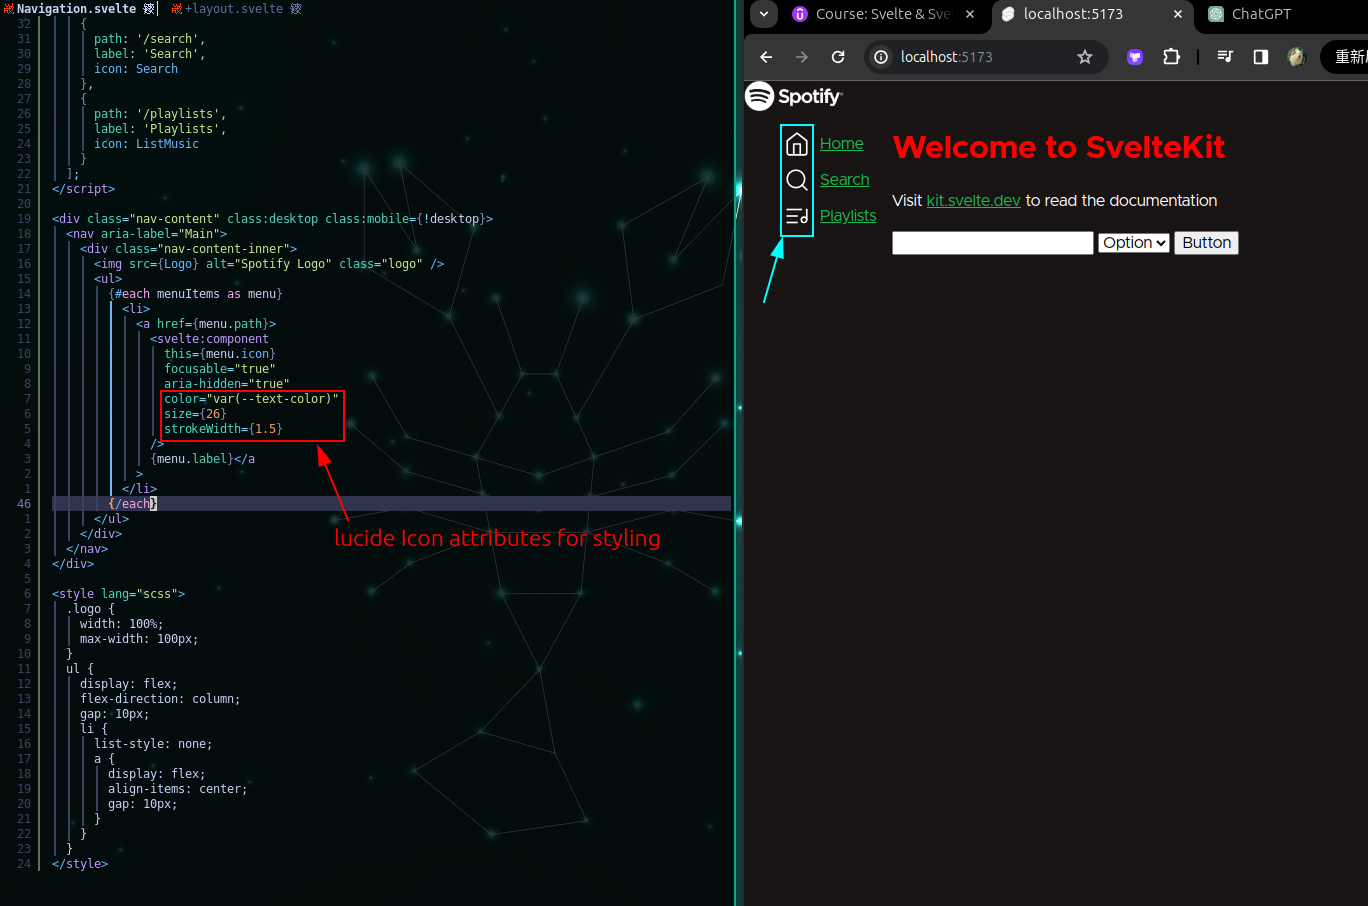 Navigation.svelte
+layout.svelte
32 {
31 path: '/search',
30 label: 'Search',
29 icon: Search
28 },
27 {
26 path: '/playlists',
25 label: 'Playlists',
24 icon: ListMusic
23 }
22 ];
21 </script>
20
19 <div class="nav-content" class:desktop class:mobile={!desktop}>
18 <nav aria-label="Main">
17 <div class="nav-content-inner">
16 <img src={Logo} alt="Spotify Logo" class="logo" />
15 <ul>
14 {#each menuItems as menu}
13 <li>
12 <a href={menu.path}>
11 <svelte:component
10 this={menu.icon}
9 focusable="true"
8 aria-hidden="true"
7 color="var(--text-color)"
6 size={26}
5 strokeWidth={1.5}
4 />
3 {menu.label}</a
2 >
1 </li>
46 {/each}
1 </ul>
2 </div>
3 </nav>
4 </div>
5
6 <style lang="scss">
7 .logo {
8 width: 100%;
9 max-width: 100px;
10 }
11 ul {
12 display: flex;
13 flex-direction: column;
14 gap: 10px;
15 li {
16 list-style: none;
17 a {
18 display: flex;
19 align-items: center;
20 gap: 10px;
21 }
22 }
23 }
24 </style>
lucide Icon attributes for styling
Course: Svelte & Sve
localhost:5173
ChatGPT
localhost:5173
重新
Spotify
Home
Search
Playlists
Welcome to SvelteKit
Visit kit.svelte.dev to read the documentation
Option
Button